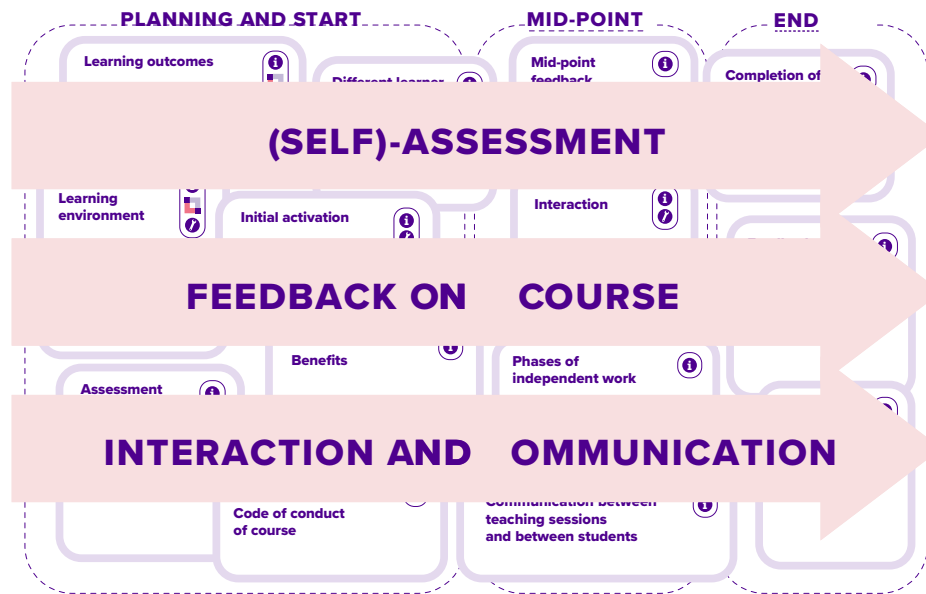 PLANNING AND START
MID-POINT
END
Learning outcomes
Different learner
Mid-point
feedback
Completion of
(SELF)-ASSESSMENT
Learning
environment
Initial activation
Interaction
FEEDBACK ON COURSE
Benefits
Phases of
independent work
Assessment
INTERACTION AND OMMUNICATION
Code of conduct
of course
Communication between
teaching sessions
and between students